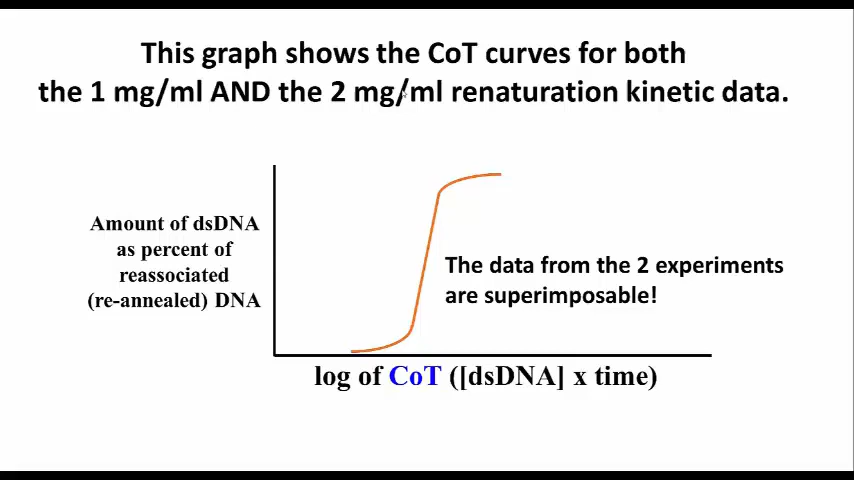 This graph shows the CoT curves for both
the 1 mg/ml AND the 2 mg/ml renaturation kinetic data.
Amount of dsDNA
as percent of
reassociated
(re-annealed) DNA
The data from the 2 experiments
are superimposable!
log of CoT ([dsDNA] x time)